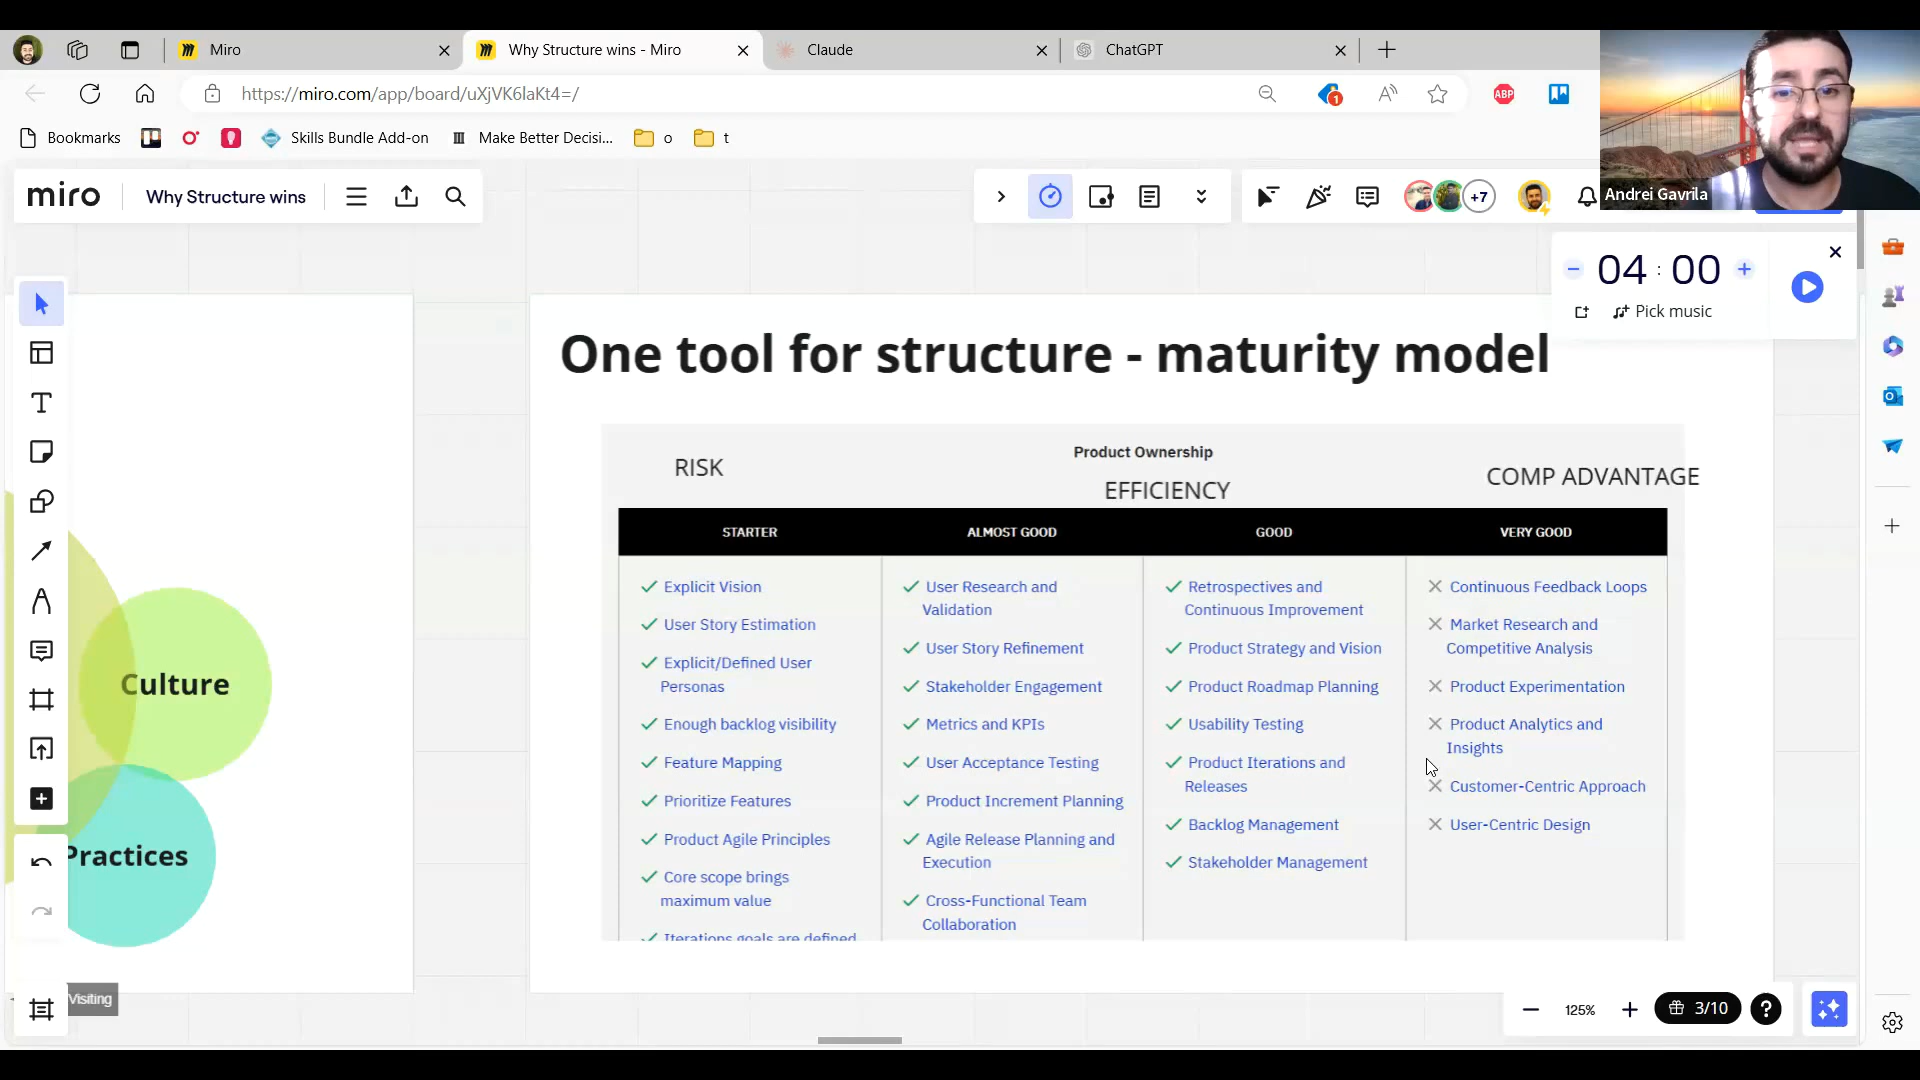 Miro
Why Structure wins - Miro
Claude
ChatGPT
https://miro.com/app/board/uXjVK6laKt4=/
1
ABP
Bookmarks
Skills Bundle Add-on
Make Better Decisi...
o
t
Andrei Gavrila
miro
Why Structure wins
+7
04 : 00
Pick music
One tool for structure - maturity model
RISK
Product Ownership
EFFICIENCY
COMP ADVANTAGE
STARTER
Explicit Vision
User Story Estimation
Explicit/Defined User
Personas
Enough backlog visibility
Feature Mapping
Prioritize Features
Product Agile Principles
Core scope brings
maximum value
Iterations goals are defined
ALMOST GOOD
User Research and
Validation
User Story Refinement
Stakeholder Engagement
Metrics and KPIs
User Acceptance Testing
Product Increment Planning
Agile Release Planning and
Execution
Cross-Functional Team
Collaboration
GOOD
Retrospectives and
Continuous Improvement
Product Strategy and Vision
Product Roadmap Planning
Usability Testing
Product Iterations and
Releases
Backlog Management
Stakeholder Management
VERY GOOD
Continuous Feedback Loops
Market Research and
Competitive Analysis
Product Experimentation
Product Analytics and
Insights
Customer-Centric Approach
User-Centric Design
Culture
Practices
Visiting
125%
3/10
?